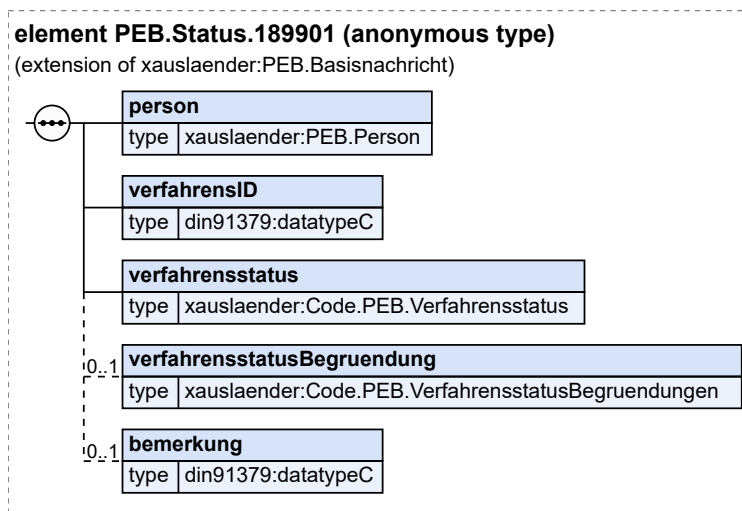 element PEB.Status.189901 (anonymous type)
(extension of xauslaender:PEB.Basisnachricht)
person
type xauslaender:PEB.Person
verfahrensID
type din91379:datatypeC
verfahrensstatus
type xauslaender:Code.PEB.Verfahrensstatus
0..1 verfahrensstatusBegruendung
type xauslaender:Code.PEB.VerfahrensstatusBegruendungen
0..1 bemerkung
type din91379:datatypeC